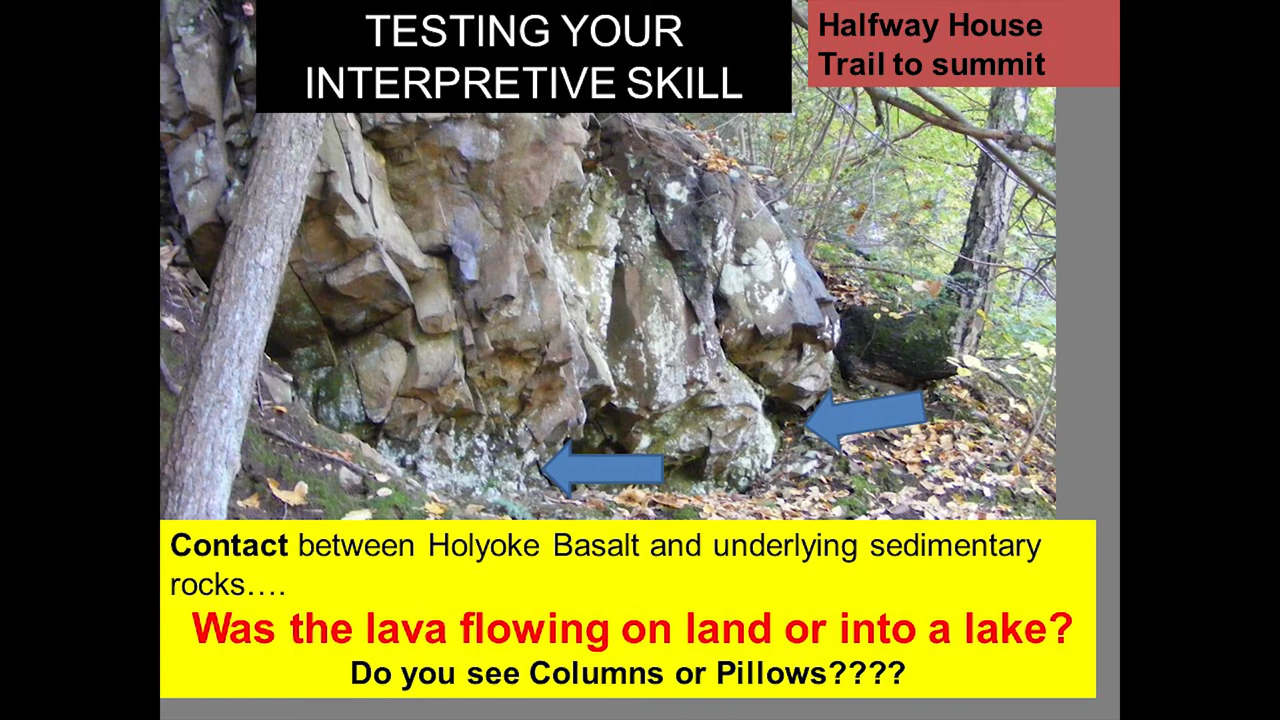 TESTING YOUR
INTERPRETIVE SKILL
Halfway House
Trail to summit
Contact between Holyoke Basalt and underlying sedimentary
rocks….
Was the lava flowing on land or into a lake?
Do you see Columns or Pillows????